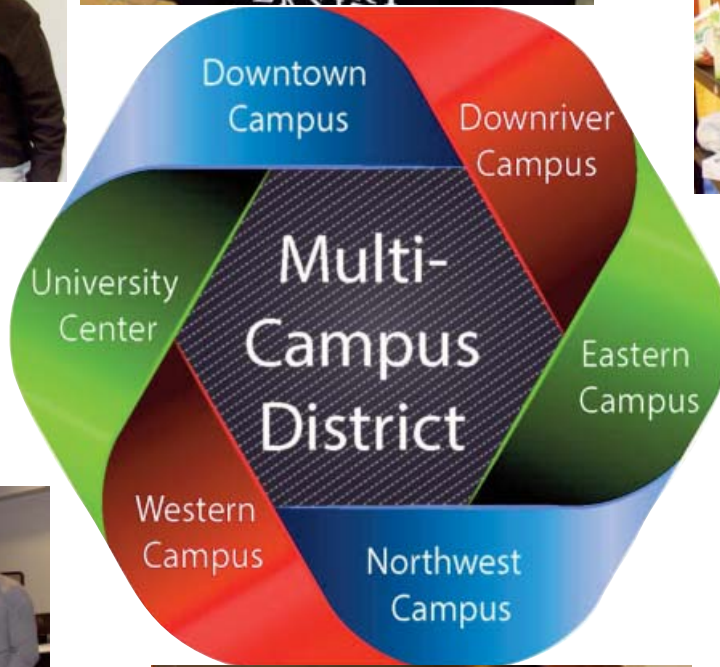 Downtown
Campus
Downriver
Campus
Multi-
Campus
District
University
Center
Eastern
Campus
Western
Campus
Northwest
Campus